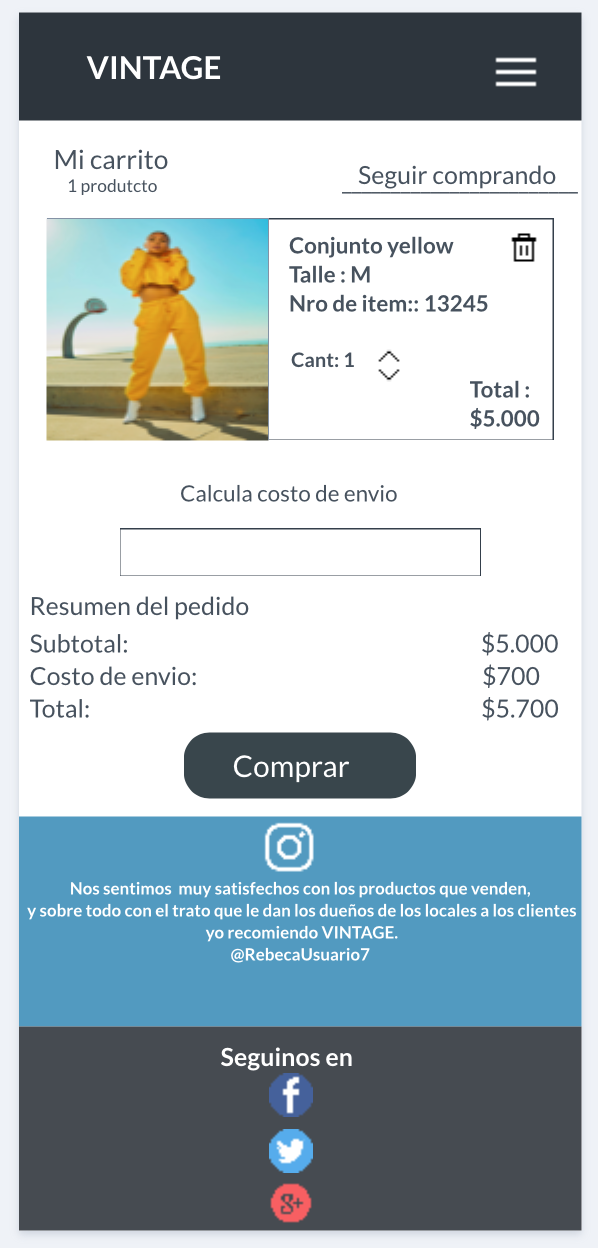 VINTAGE
Mi carrito
1 produtcto
Seguir comprando
Conjunto yellow
Talle : M
Nro de item:: 13245
Cant: 1
Total :
$5.000
Calcula costo de envio
Resumen del pedido
Subtotal: $5.000
Costo de envio: $700
Total: $5.700
Comprar
Nos sentimos  muy satisfechos con los productos que venden,
y sobre todo con el trato que le dan los dueños de los locales a los clientes
yo recomiendo VINTAGE.
@RebecaUsuario7
Seguinos en
f
g+